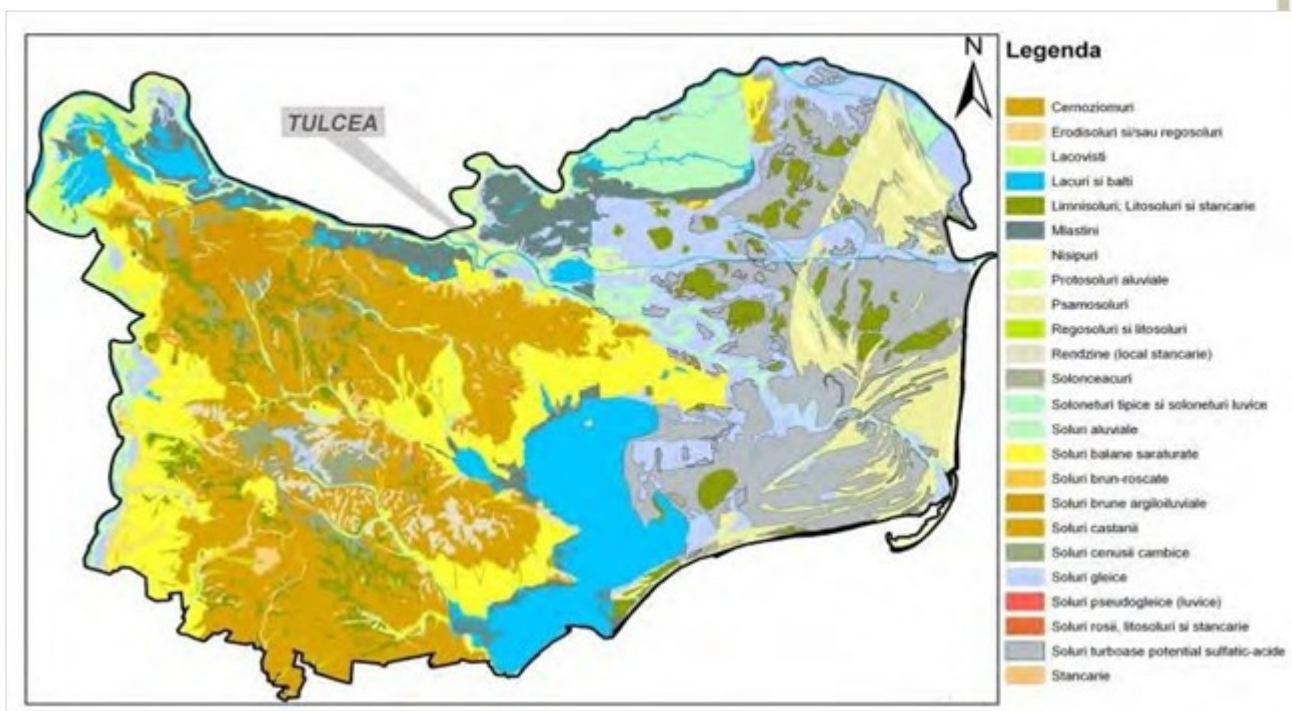 TULCEA
N
Legenda
Cernoziomuri
Erodisoluri si/sau regosoluri
Lacovisti
Lacuri si balti
Limnisoluri; Litosoluri si stancarie
Mlastini
Nisipuri
Protosoluri aluviale
Psamosoluri
Regosoluri si litosoluri
Rendzine (local stancarie)
Solonceacuri
Soloneturi tipice si soloneturi luvice
Soluri aluviale
Soluri balane saraturate
Soluri brun-roscate
Soluri brune argiloiluviale
Soluri castanii
Soluri cenusii cambice
Soluri gleice
Soluri pseudogleice (luvice)
Soluri rosii, litosoluri si stancarie
Soluri turboase potential sulfatic-acide
Stancarie